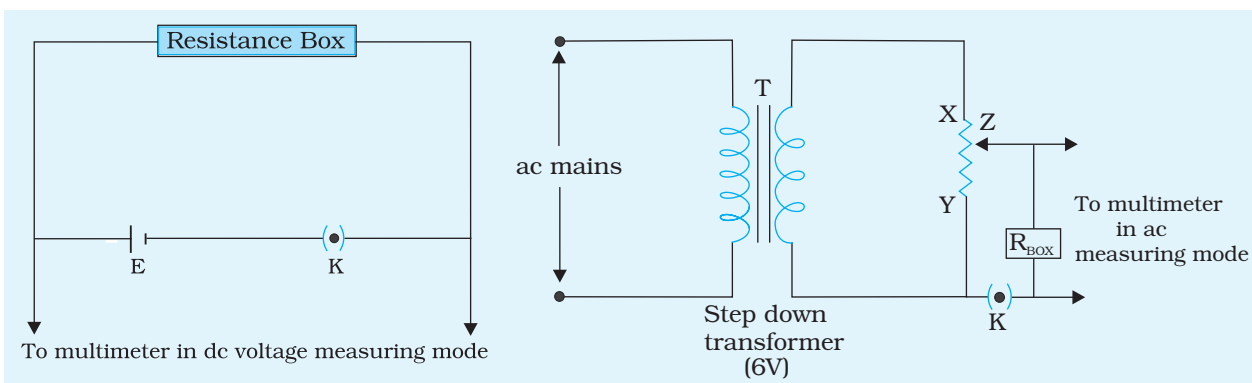 Resistance Box
E
K
To multimeter in dc voltage measuring mode
ac mains
T
X
Z
Y
R_BOX
K
To multimeter
in ac
measuring mode
Step down
transformer
(6V)